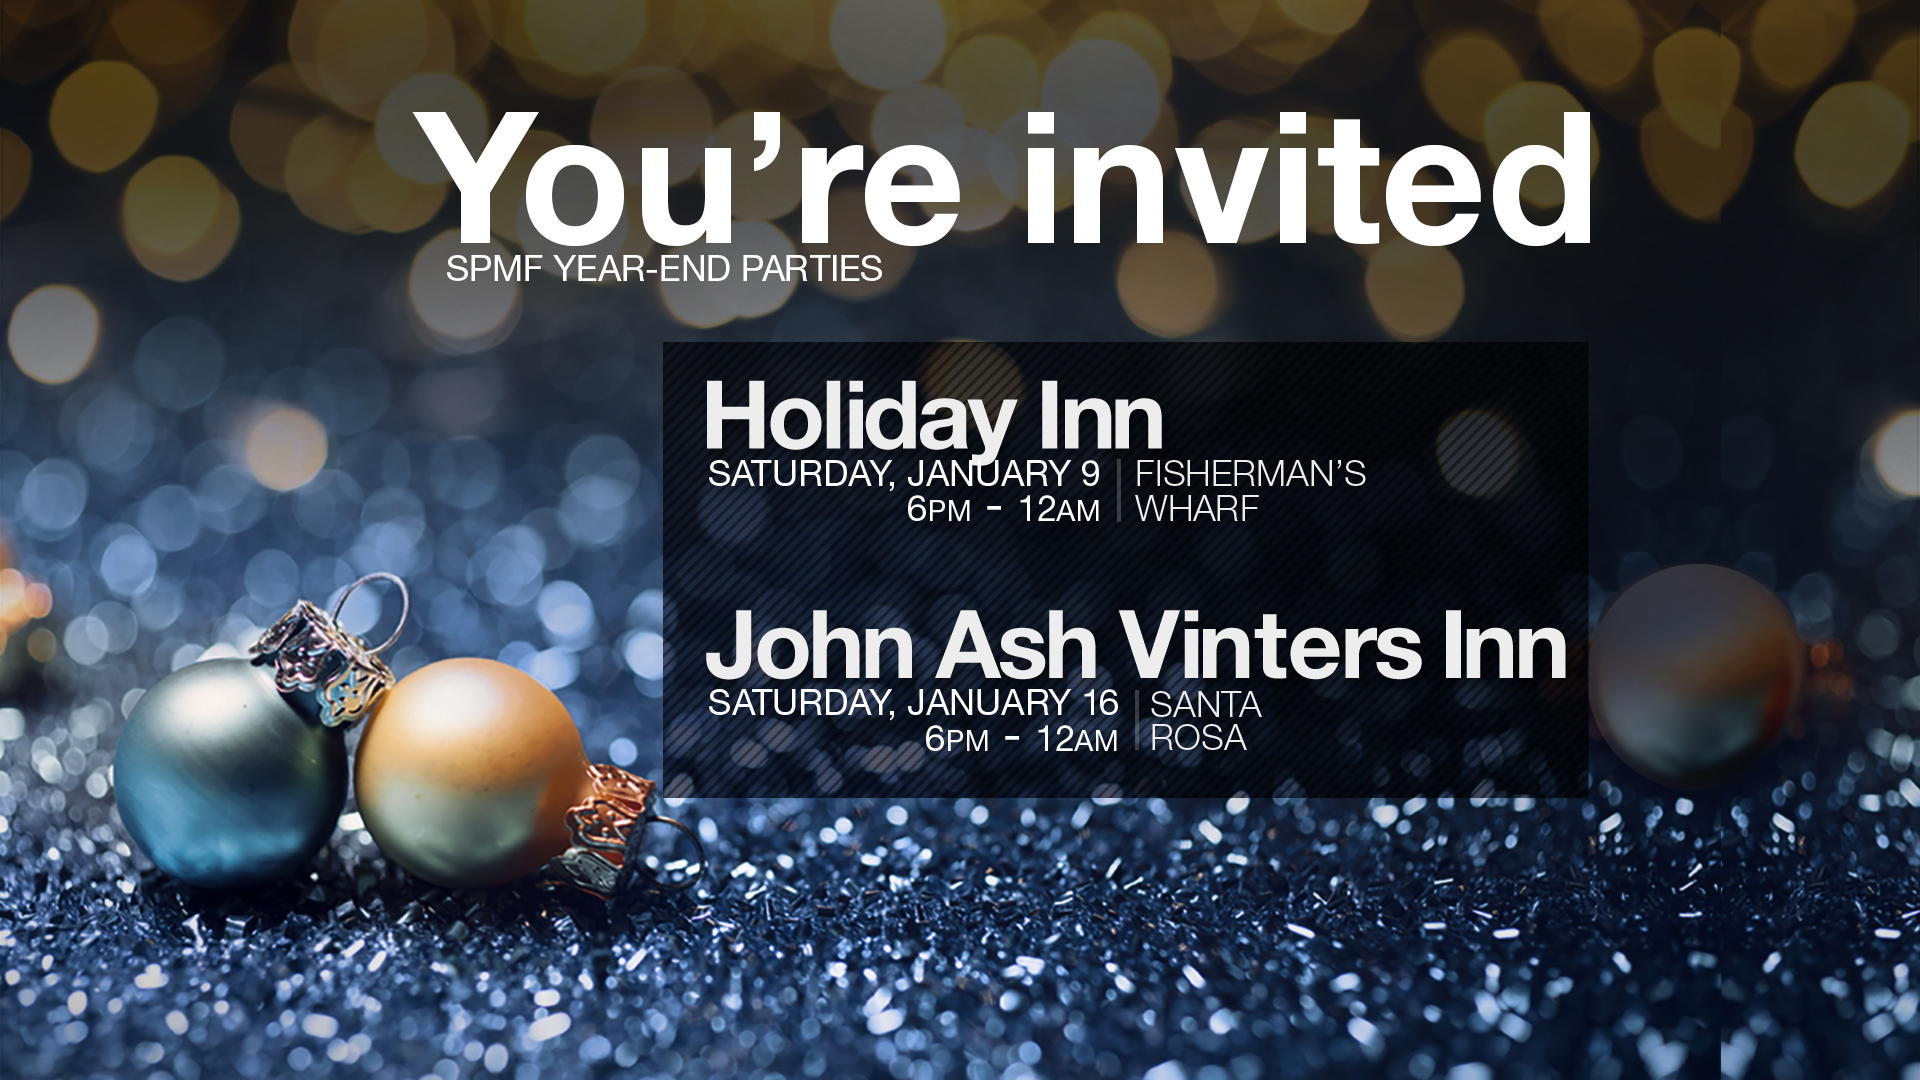 You’re invited
SPMF YEAR-END PARTIES
Holiday Inn
SATURDAY, JANUARY 9
6PM - 12AM
FISHERMAN’S
WHARF
John Ash Vinters Inn
SATURDAY, JANUARY 16
6PM - 12AM
SANTA
ROSA